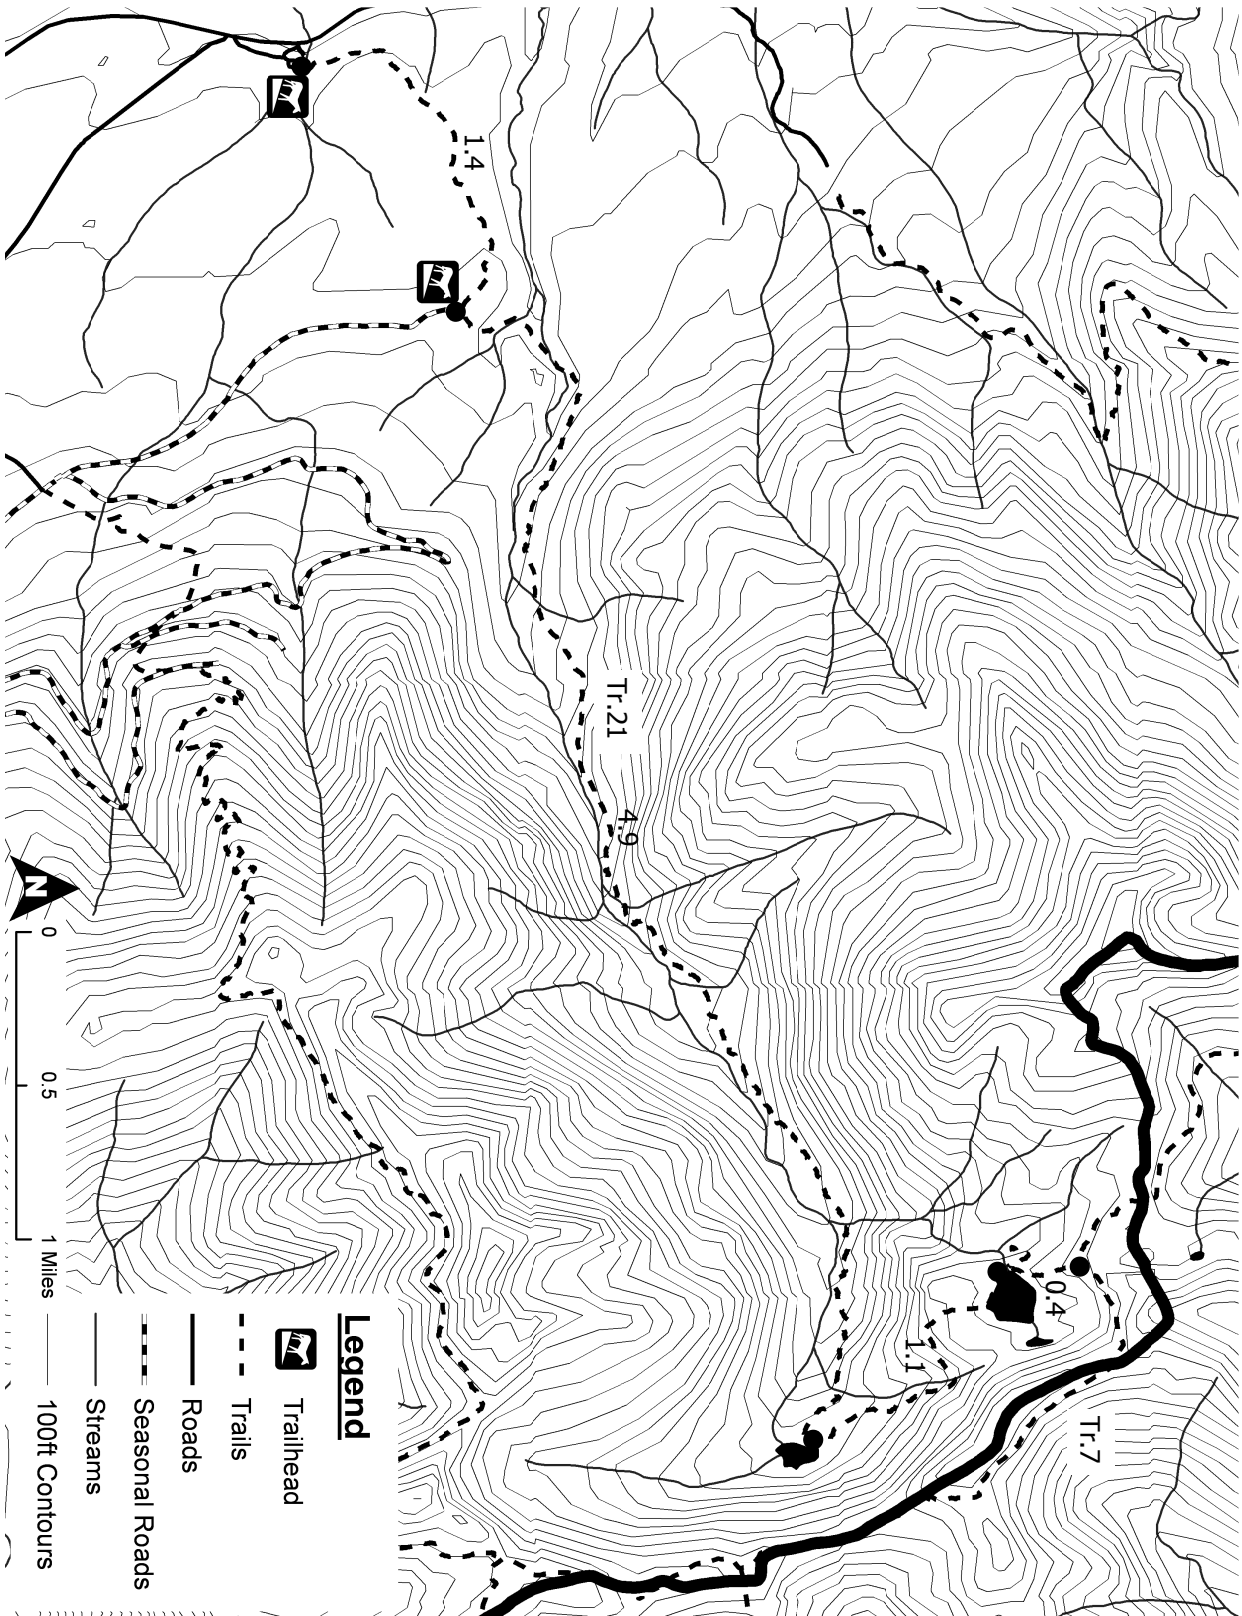 1.4
Tr.21
4.9
0.4
1.1
Tr.7
N
0
0.5
1 Miles
Legend
Trailhead
Trails
Roads
Seasonal Roads
Streams
100ft Contours